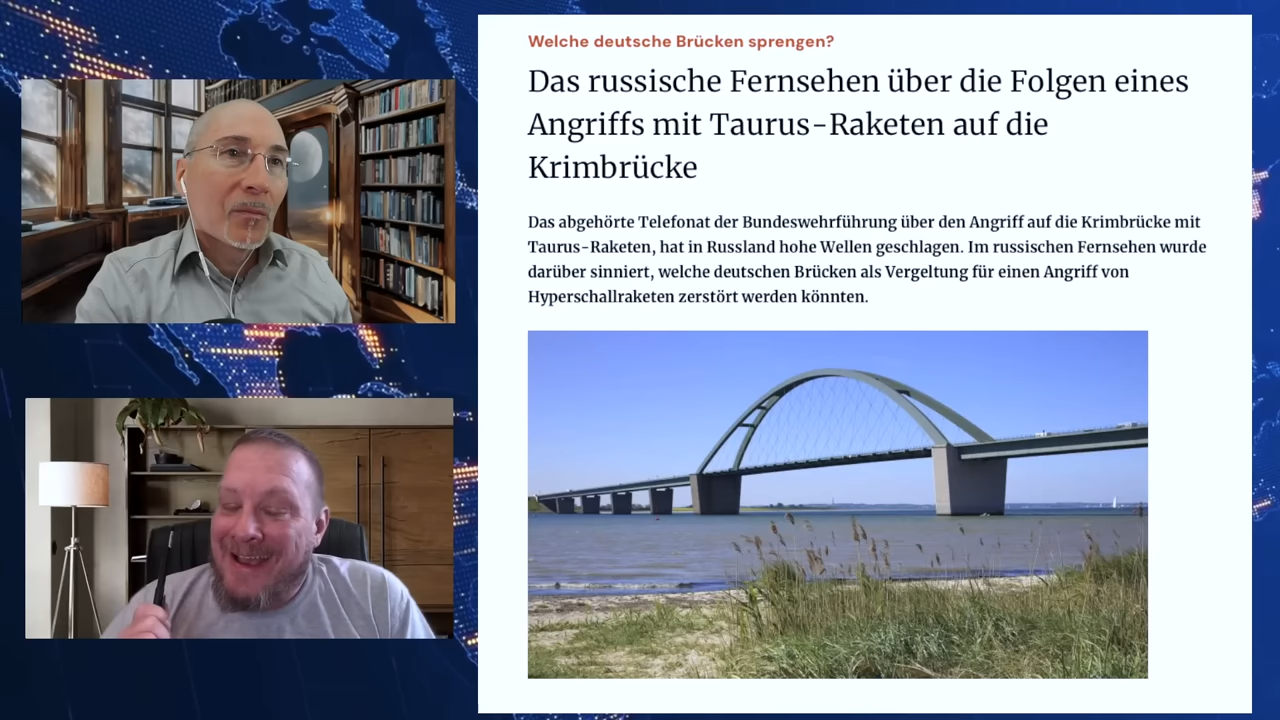 Welche deutsche Brücken sprengen?
Das russische Fernsehen über die Folgen eines
Angriffs mit Taurus-Raketen auf die
Krimbrücke
Das abgehörte Telefonat der Bundeswehrführung über den Angriff auf die Krimbrücke mit
Taurus-Raketen, hat in Russland hohe Wellen geschlagen. Im russischen Fernsehen wurde
darüber sinniert, welche deutschen Brücken als Vergeltung für einen Angriff von
Hyperschallraketen zerstört werden könnten.